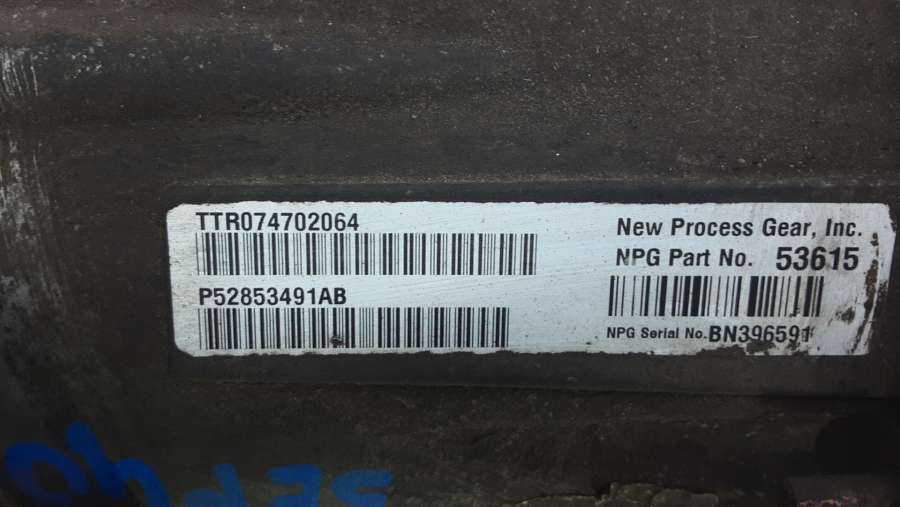 TTR074702064
P52853491AB
New Process Gear, Inc.
NPG Part No. 53615
NPG Serial No. BN396591